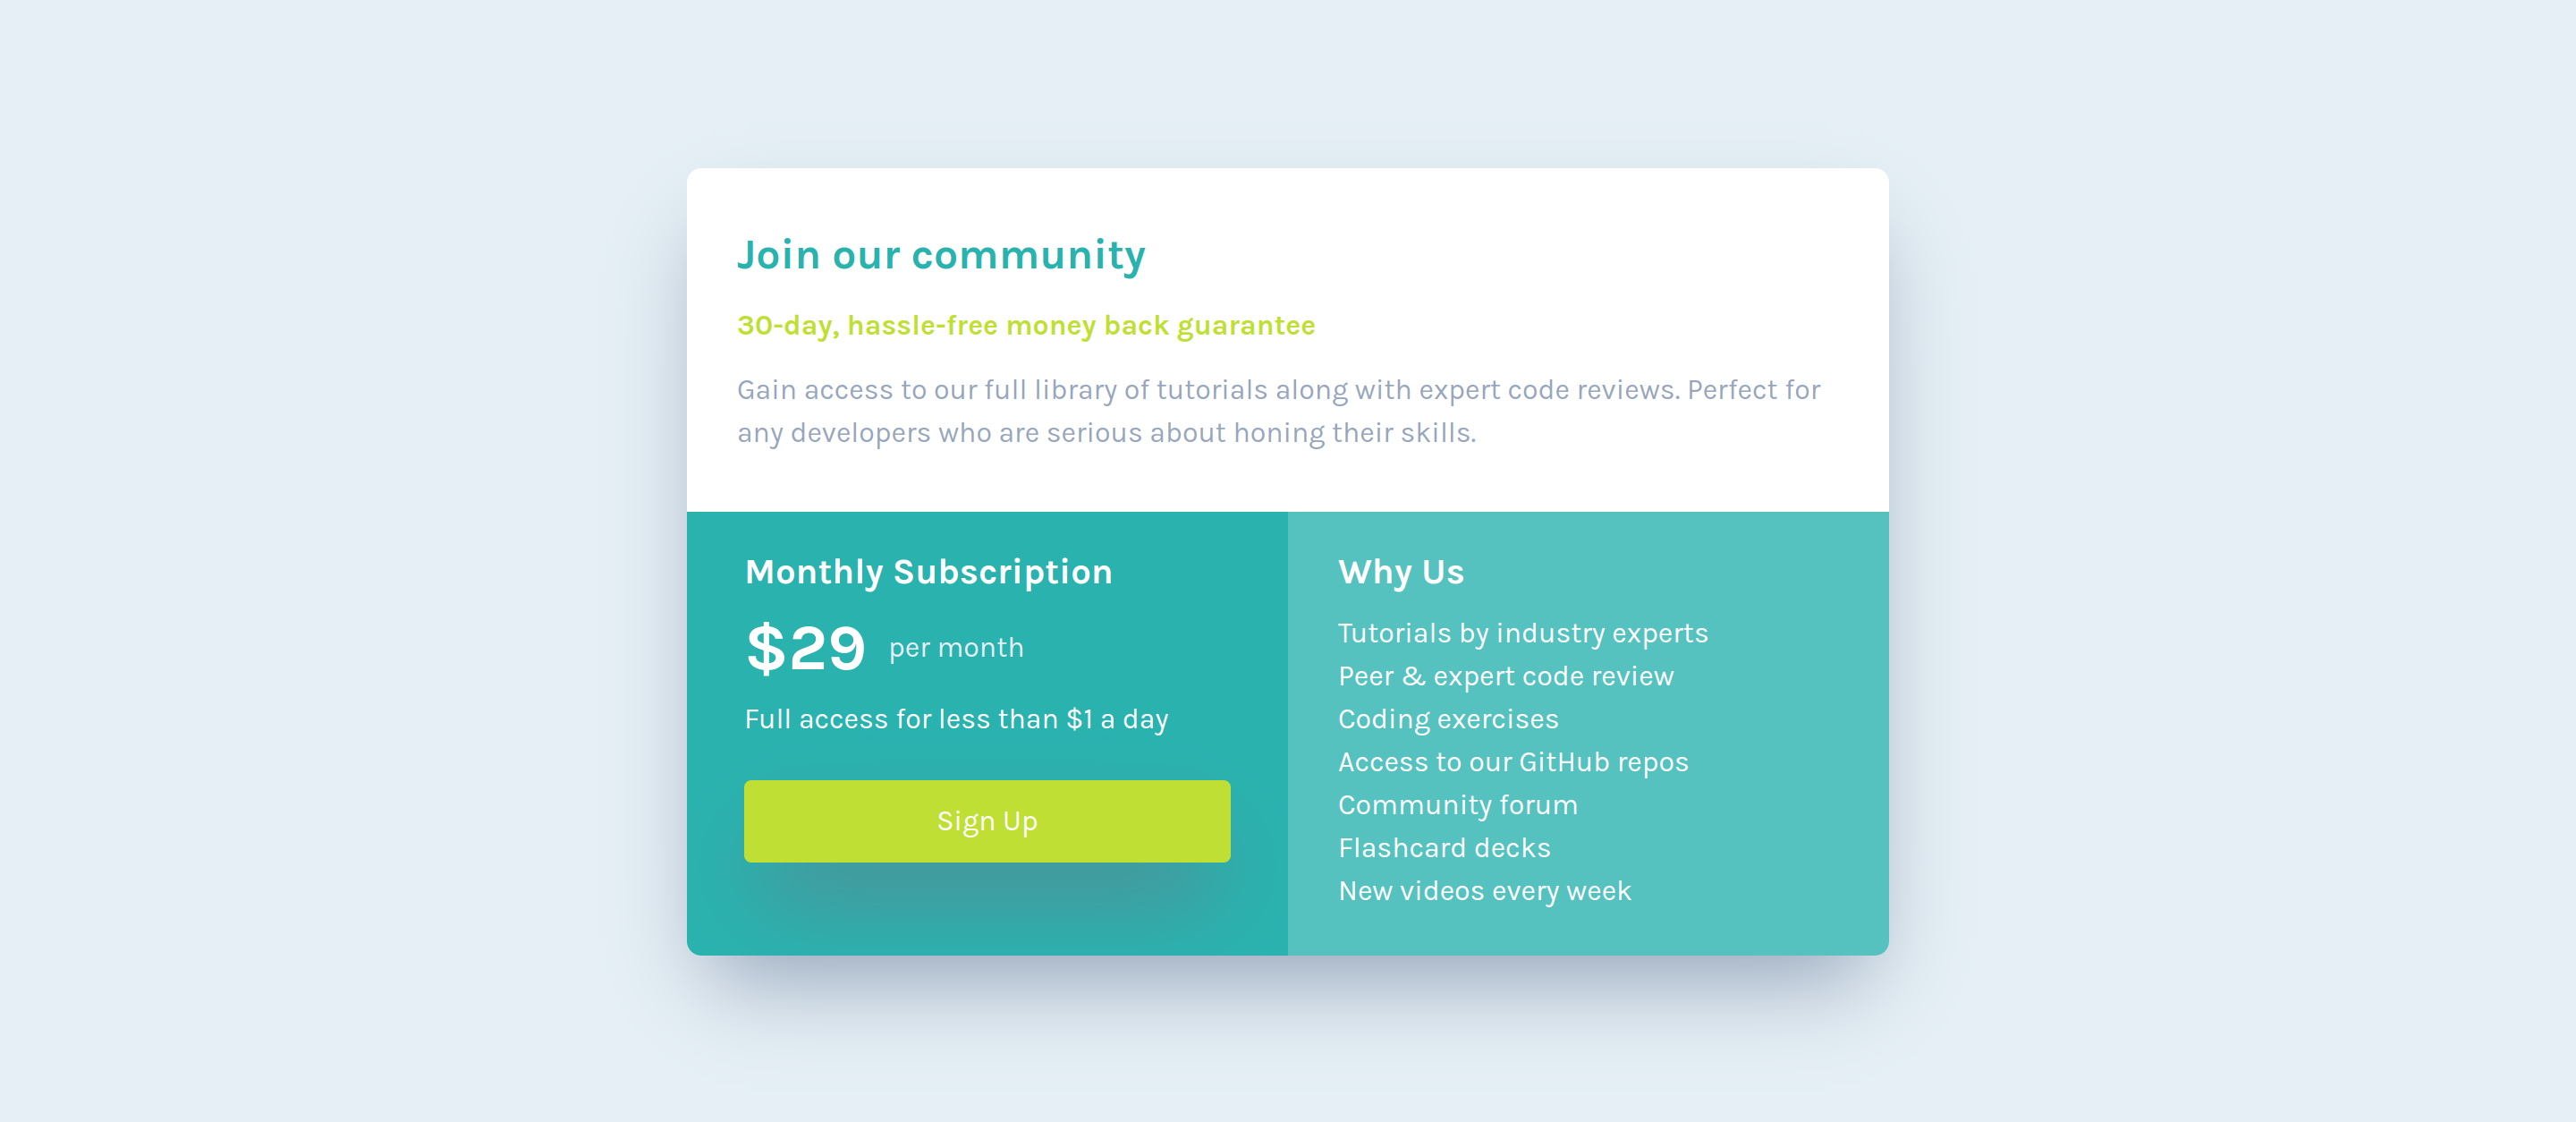 Join our community
30-day, hassle-free money back guarantee
Gain access to our full library of tutorials along with expert code reviews. Perfect for
any developers who are serious about honing their skills.
Monthly Subscription
$29 per month
Full access for less than $1 a day
Sign Up
Why Us
Tutorials by industry experts
Peer & expert code review
Coding exercises
Access to our GitHub repos
Community forum
Flashcard decks
New videos every week